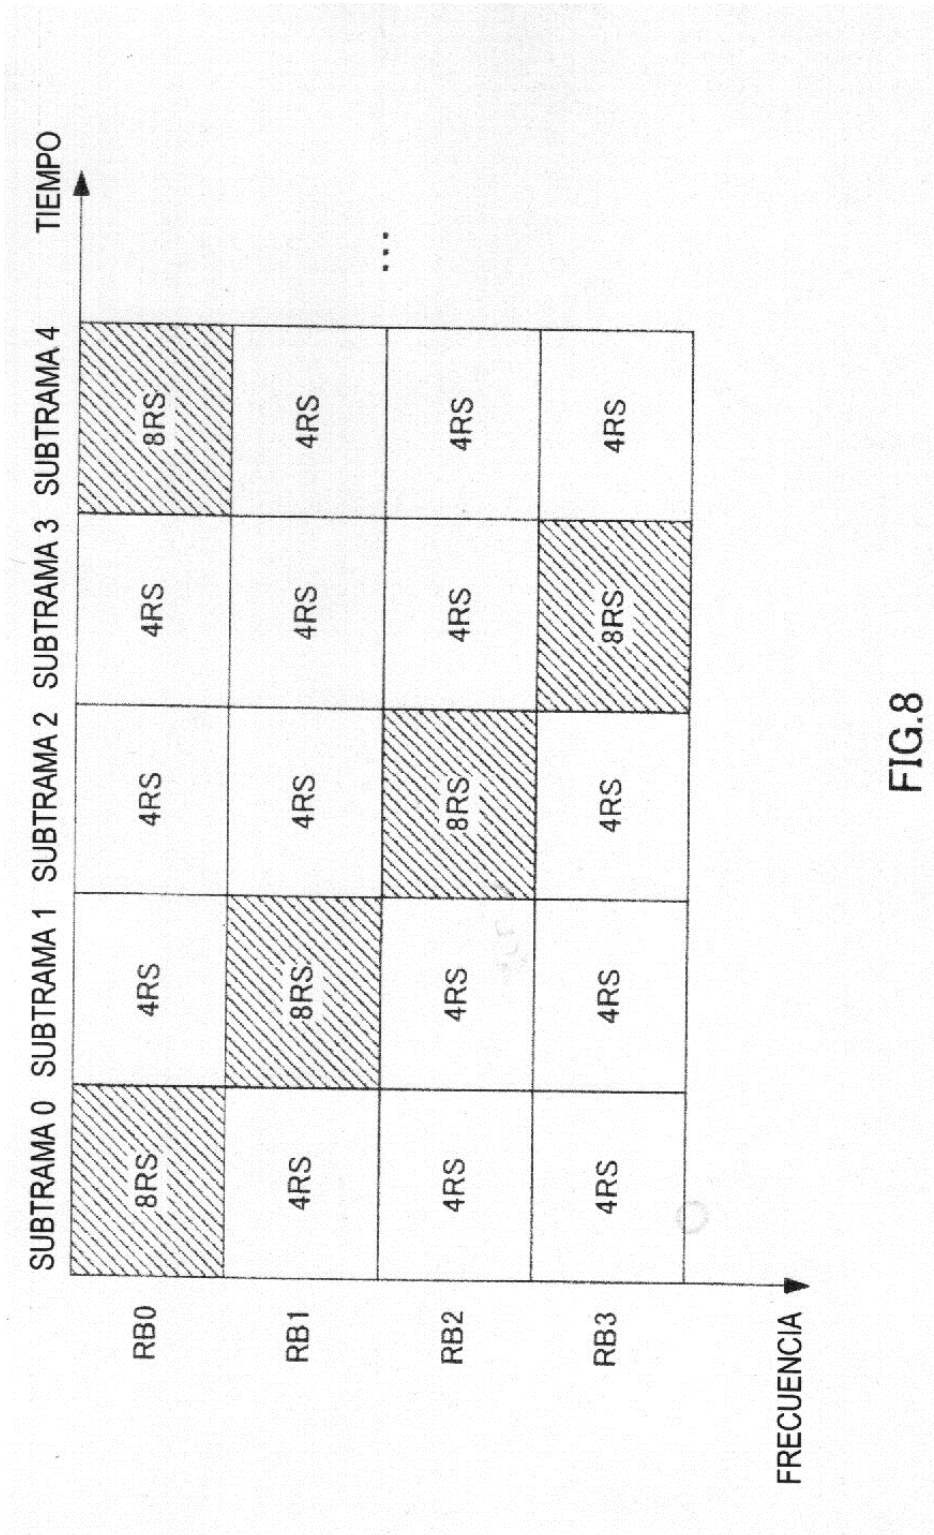 TIEMPO
SUBTRAMA 0 SUBTRAMA 1 SUBTRAMA 2 SUBTRAMA 3 SUBTRAMA 4
RB0 8RS 4RS 4RS 4RS 8RS
RB1 4RS 8RS 4RS 4RS 4RS ...
RB2 4RS 4RS 8RS 4RS 4RS
RB3 4RS 4RS 4RS 8RS 4RS
FRECUENCIA
FIG.8